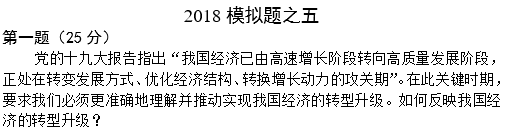 2018 模拟题之五
第一题（25 分）
党的十九大报告指出“我国经济已由高速增长阶段转向高质量发展阶段，
正处在转变发展方式、优化经济结构、转换增长动力的攻关期”。在此关键时期，
要求我们必须更准确地理解并推动实现我国经济的转型升级。如何反映我国经
济的转型升级？